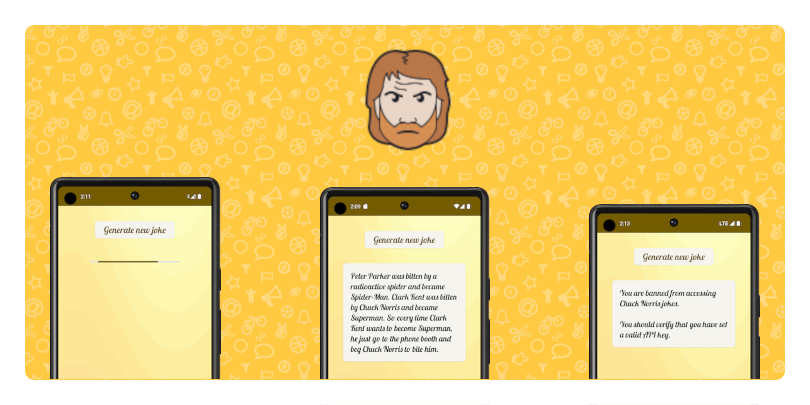 2:11
Generate new joke
2:09
Generate new joke
Peter Parker was bitten by a
radioactive spider and became
Spider-Man. Clark Kent was bitten
by Chuck Norris and became
Superman. So every time Clark
Kent wants to become Superman,
he just go to the phone booth and
beg Chuck Norris to bite him.
2:13 LTE
Generate new joke
You are banned from accessing
Chuck Norris jokes.
You should verify that you have set
a valid API key.